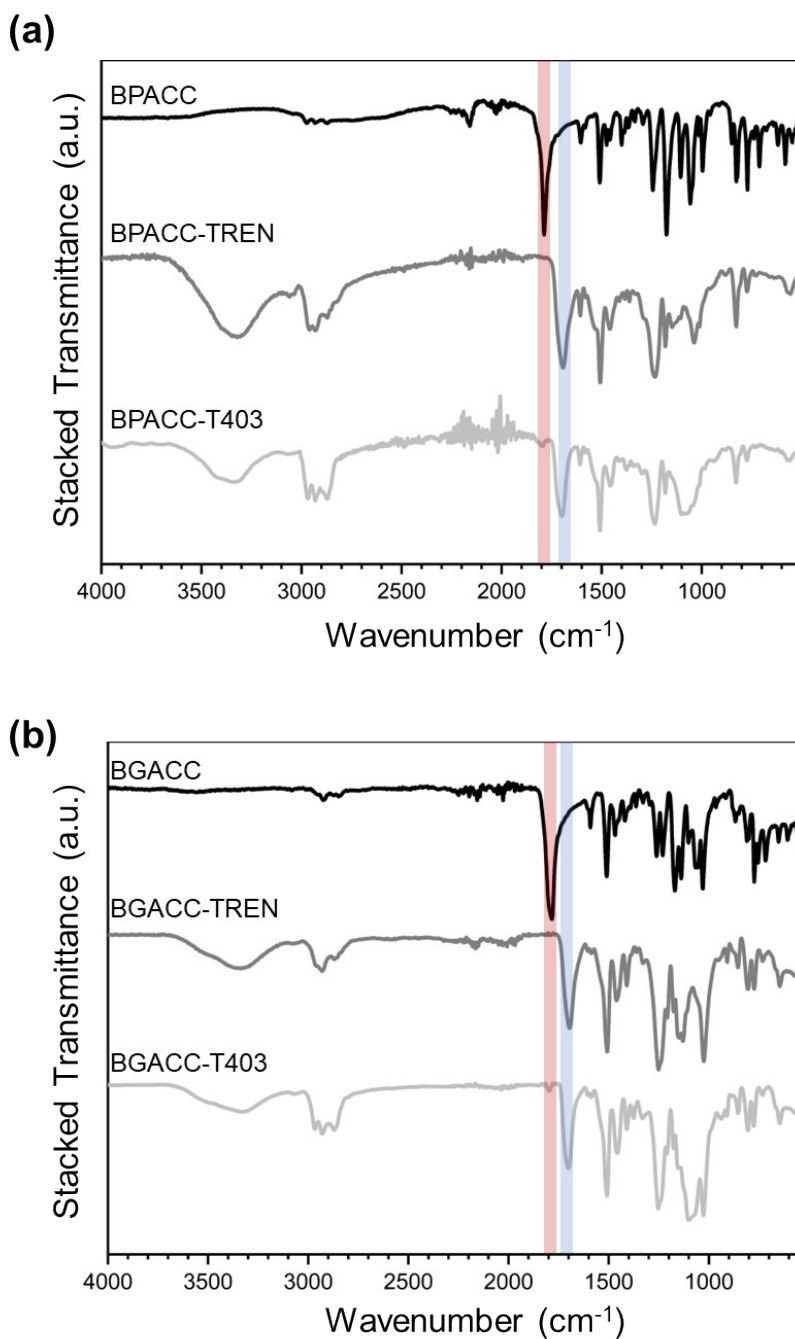 (a)
Stacked Transmittance (a.u.)
BPACC
BPACC-TREN
BPACC-T403
4000 3500 3000 2500 2000 1500 1000
Wavenumber (cm⁻¹)
(b)
Stacked Transmittance (a.u.)
BGACC
BGACC-TREN
BGACC-T403
4000 3500 3000 2500 2000 1500 1000
Wavenumber (cm⁻¹)